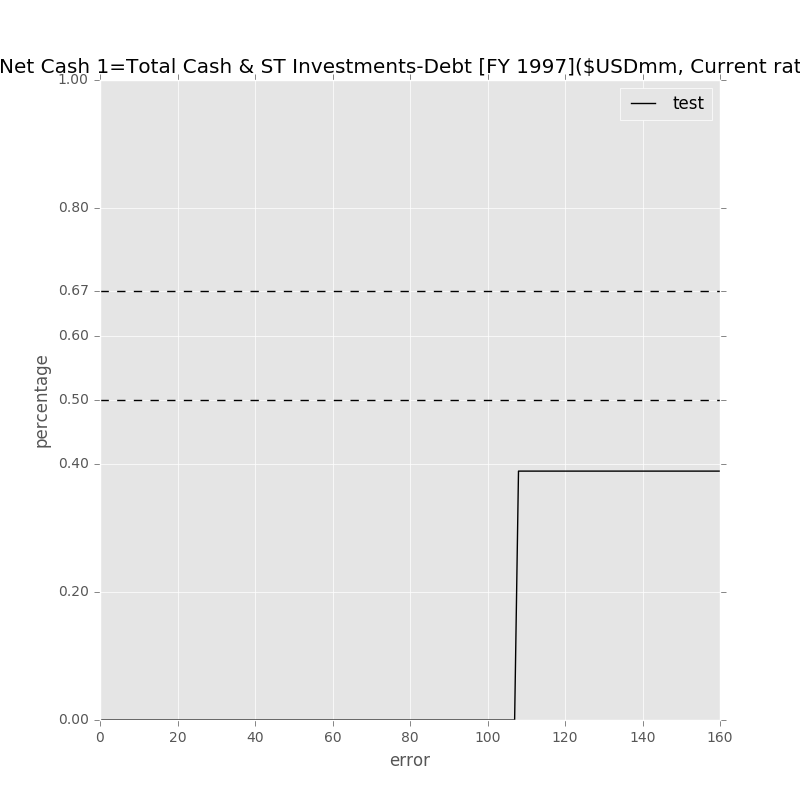 Net Cash 1=Total Cash & ST Investments-Debt [FY 1997]($USDmm, Current rat
1.00
test
0.80
0.67
0.60
percentage
0.50
0.40
0.20
0.00
0 20 40 60 80 100 120 140 160
error